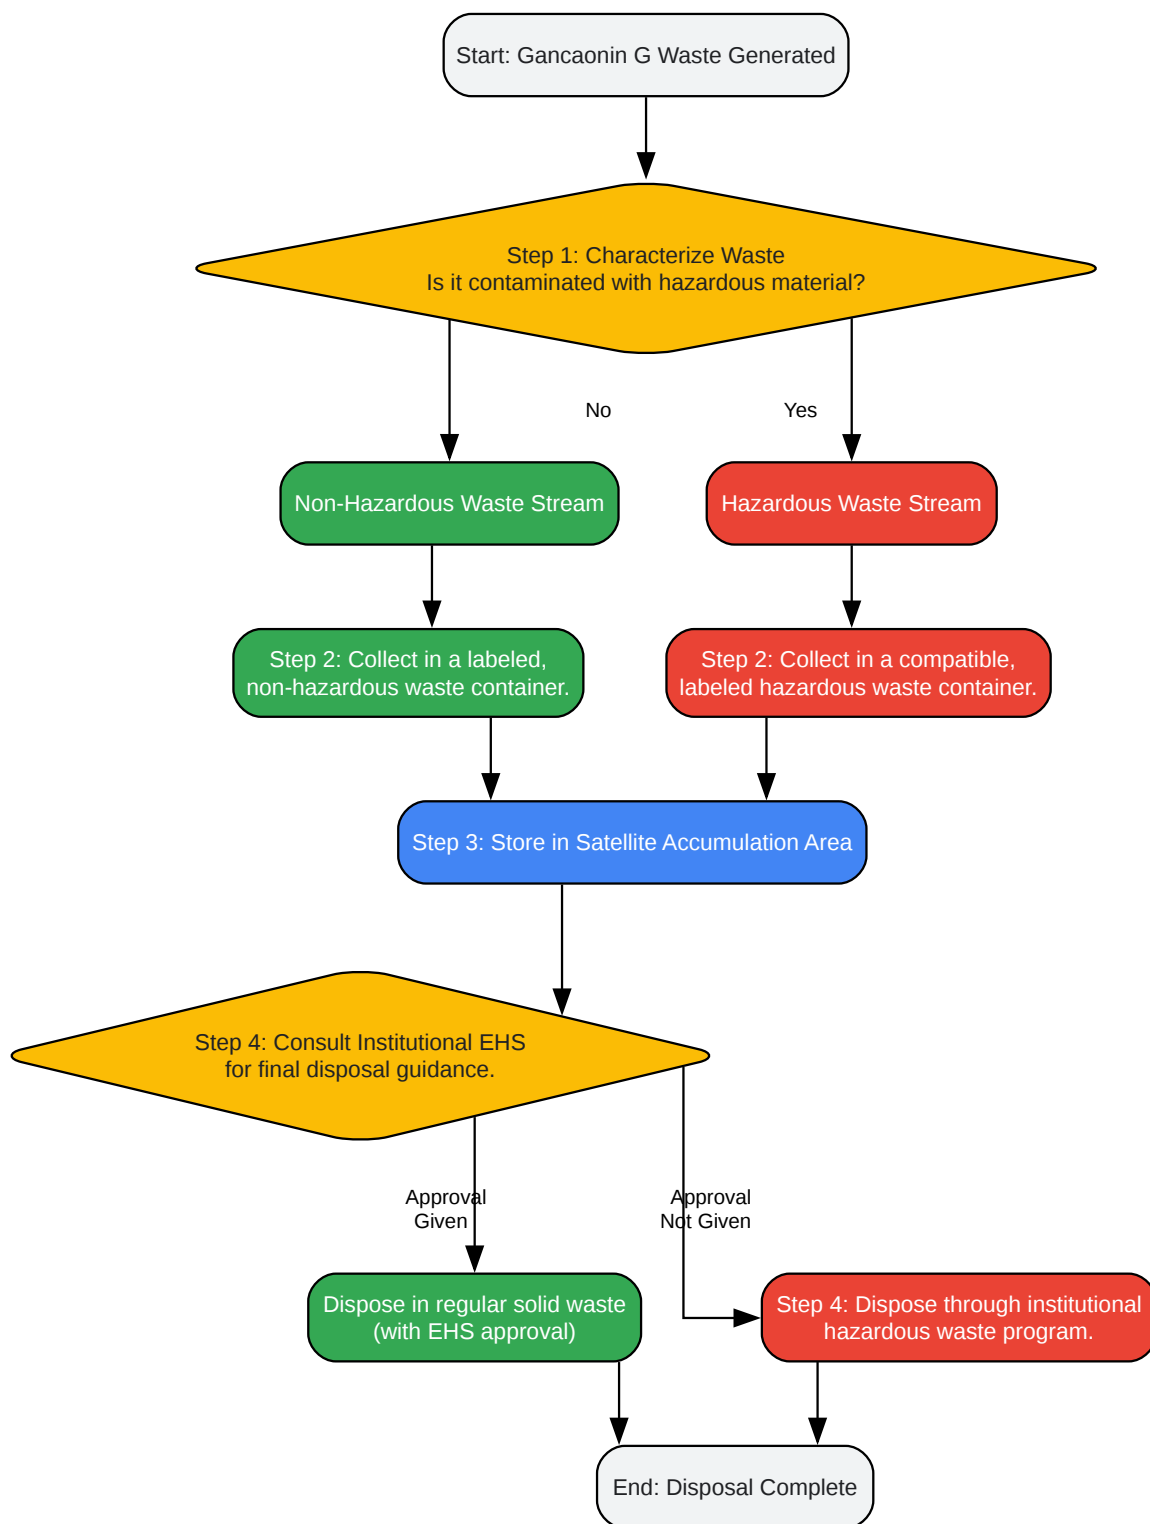 Start: Gancaonin G Waste Generated
Step 1: Characterize Waste
Is it contaminated with hazardous material?
No
Yes
Non-Hazardous Waste Stream
Hazardous Waste Stream
Step 2: Collect in a labeled,
non-hazardous waste container.
Step 2: Collect in a compatible,
labeled hazardous waste container.
Step 3: Store in Satellite Accumulation Area
Step 4: Consult Institutional EHS
for final disposal guidance.
Approval
Given
Approval
Not Given
Dispose in regular solid waste
(with EHS approval)
Step 4: Dispose through institutional
hazardous waste program.
End: Disposal Complete